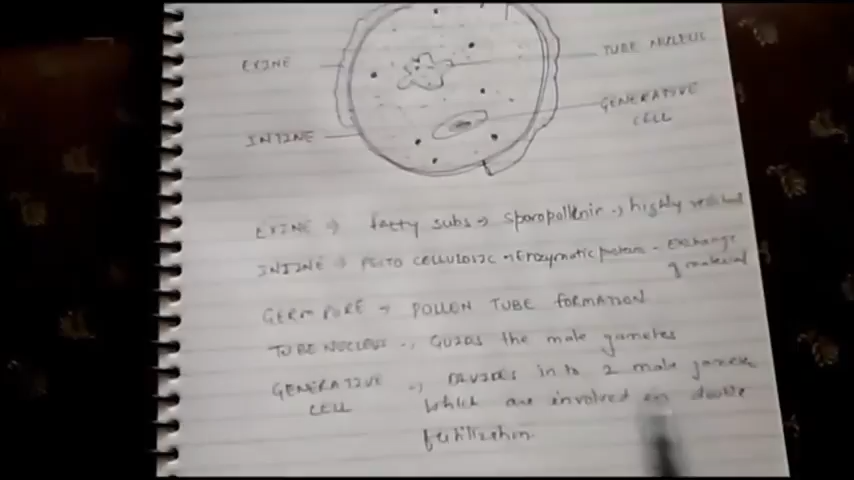 EXINE
TUBE NUCLEUS
GENERATIVE
CELL
INTINE
EXINE → fatty subs → sporopollenin → highly resistant
INTINE → PECTO CELLULOSIC → Enzymatic proteins - Exchange
of material
GERM PORE → POLLEN TUBE FORMATION
TUBE NUCLEUS → GUIDS the male gametes
GENERATIVE → DIVIDES in to 2 male gametes
CELL which are involved in double
fertilization.